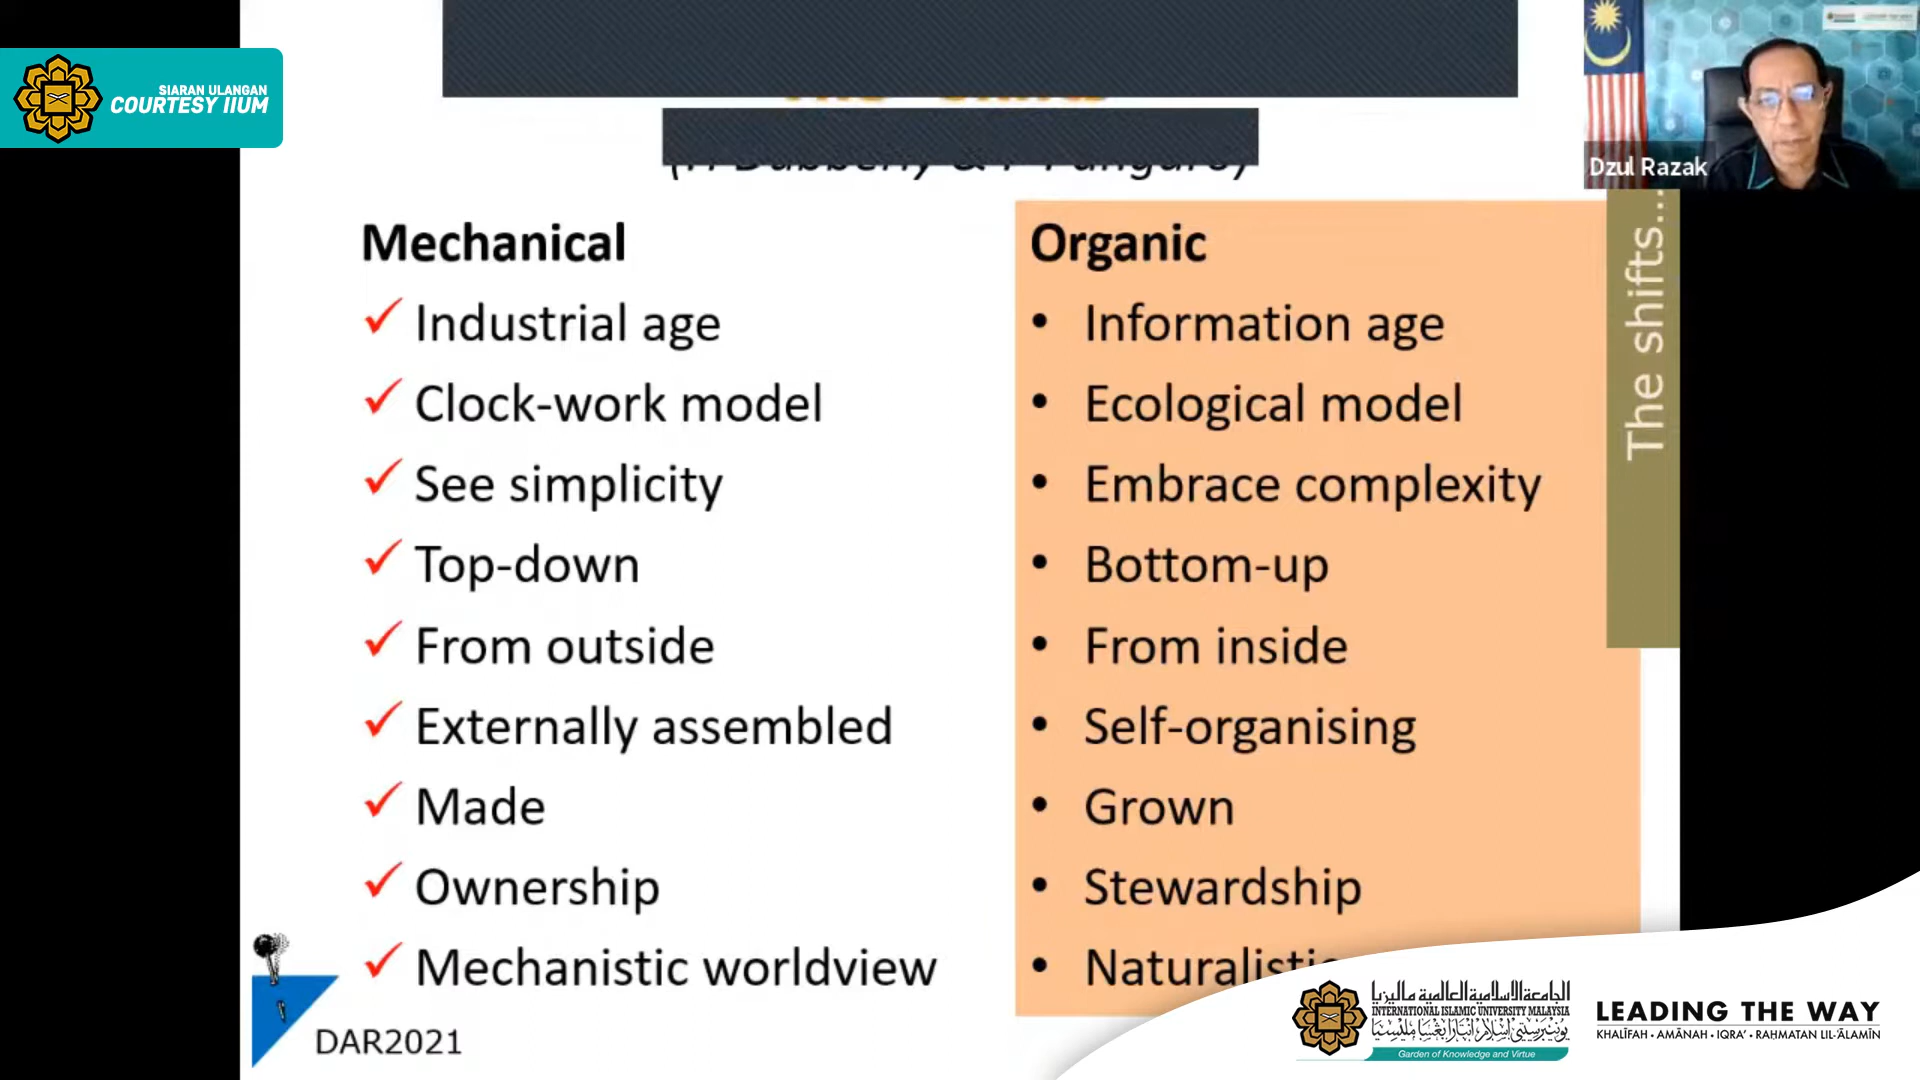 SIARAN ULANGAN
COURTESY IIUM
Dzul Razak
The shifts...
Mechanical
✓ Industrial age
✓ Clock-work model
✓ See simplicity
✓ Top-down
✓ From outside
✓ Externally assembled
✓ Made
✓ Ownership
✓ Mechanistic worldview
Organic
• Information age
• Ecological model
• Embrace complexity
• Bottom-up
• From inside
• Self-organising
• Grown
• Stewardship
• Naturalistic
DAR2021
الجامعة الإسلامية العالمية ماليزيا
INTERNATIONAL ISLAMIC UNIVERSITY MALAYSIA
Garden of Knowledge and Virtue
LEADING THE WAY
KHALĪFAH • AMĀNAH • IQRA’ • RAḤMATAN LIL-ʿĀLAMĪN